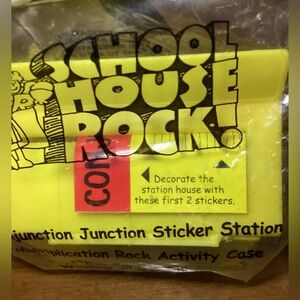 SCHOOL
HOUSE
ROCK!
CON
Decorate the
station house with
these first 2 stickers.
junction Junction Sticker Station
Multiplication Rock Activity Case